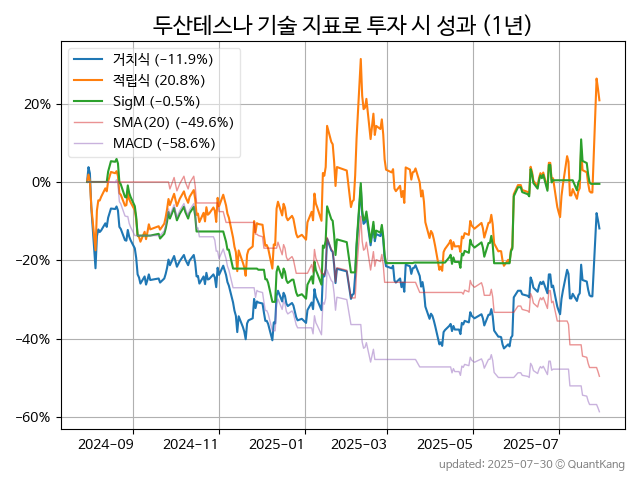 두산테스나 기술 지표로 투자 시 성과 (1년)
거치식 (−11.9%)
적립식 (20.8%)
SigM (−0.5%)
SMA(20) (−49.6%)
MACD (−58.6%)
20%
0%
−20%
−40%
−60%
2024-09 2024-11 2025-01 2025-03 2025-05 2025-07
updated: 2025-07-30 © QuantKang